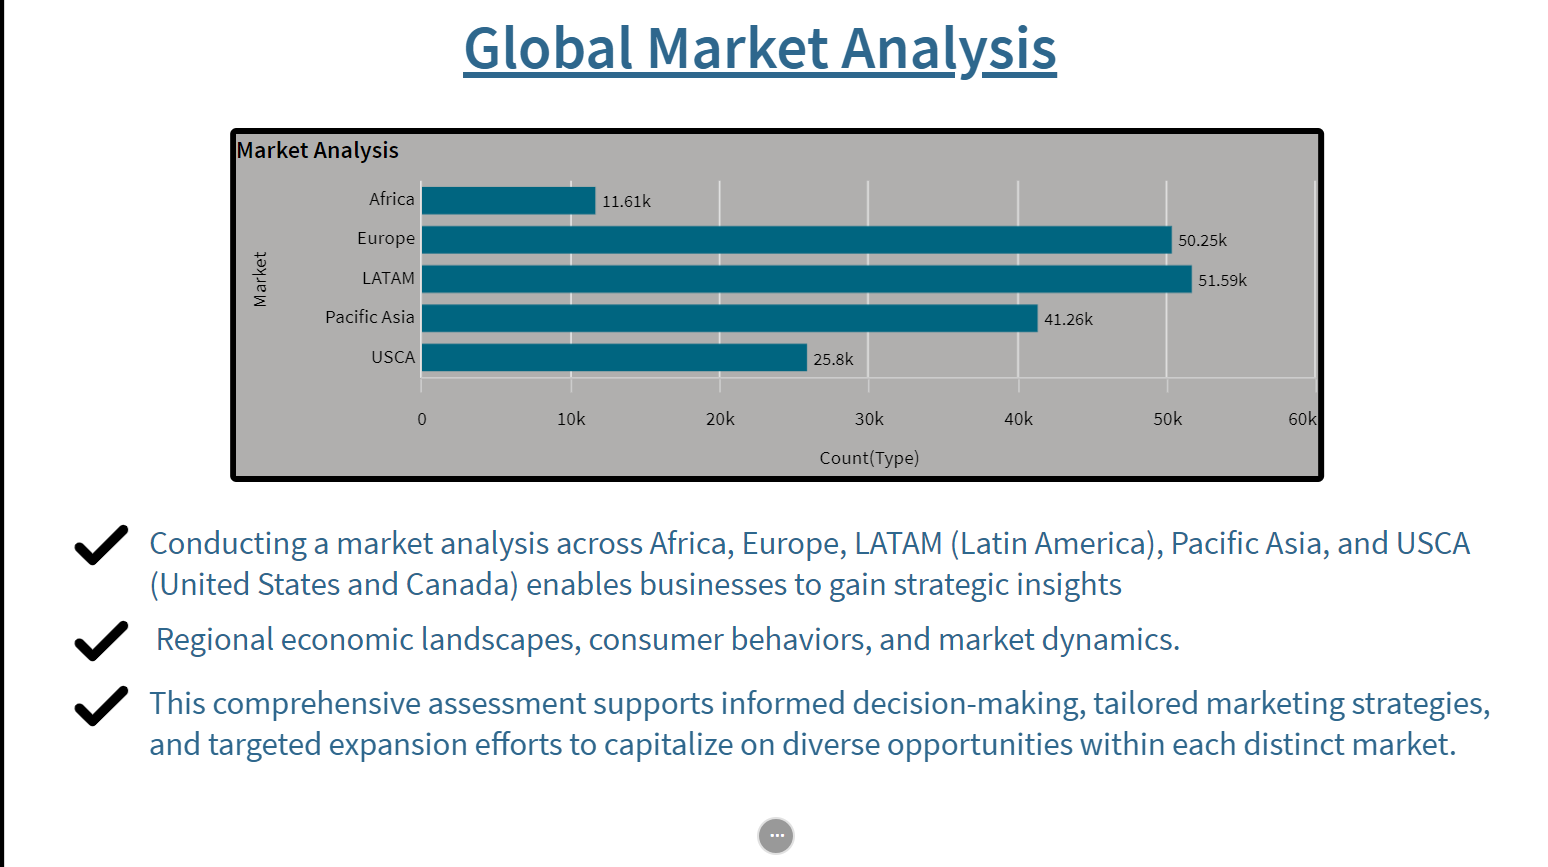 Global Market Analysis
Market Analysis
Market
Africa
11.61k
Europe
50.25k
LATAM
51.59k
Pacific Asia
41.26k
USCA
25.8k
0 10k 20k 30k 40k 50k 60k
Count(Type)
Conducting a market analysis across Africa, Europe, LATAM (Latin America), Pacific Asia, and USCA
(United States and Canada) enables businesses to gain strategic insights
Regional economic landscapes, consumer behaviors, and market dynamics.
This comprehensive assessment supports informed decision-making, tailored marketing strategies,
and targeted expansion efforts to capitalize on diverse opportunities within each distinct market.